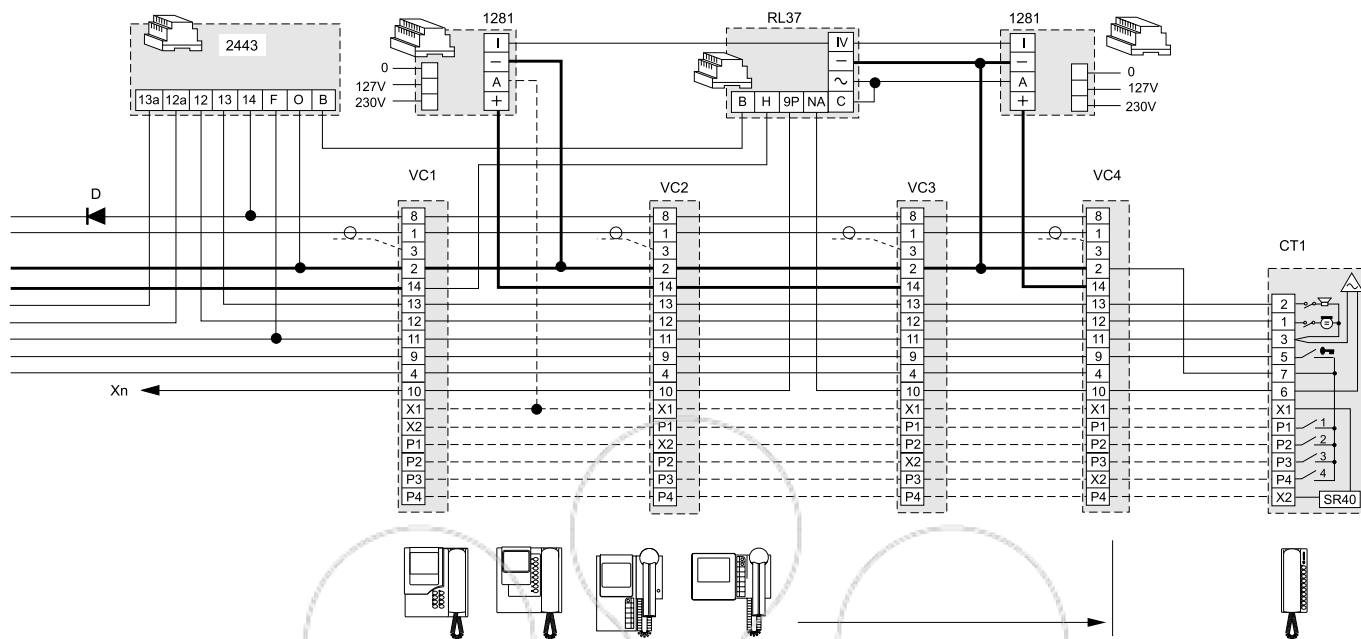 1281 RL37 1281
2443
I IV I
0 − − − 0
127V A ∼ A 127V
230V + C + 230V
13a 12a 12 13 14 F O B
B H 9P NA
D
VC1 VC2 VC3 VC4
CT1
8 8 8 8
1 1 1 1
3 3 3 3
2 2 2 2
14 14 14 14
13 13 13 13 2
12 12 12 12 1
11 11 11 11 3
9 9 9 9 5
4 4 4 4 7
Xn 10 10 10 10 6
X1 X1 X1 X1 X1
X2 P1 P1 P1 P1 1
P1 X2 P2 P2 P2 2
P2 P2 X2 P3 P3 3
P3 P3 P3 X2 P4 4
P4 P4 P4 P4 X2 SR40